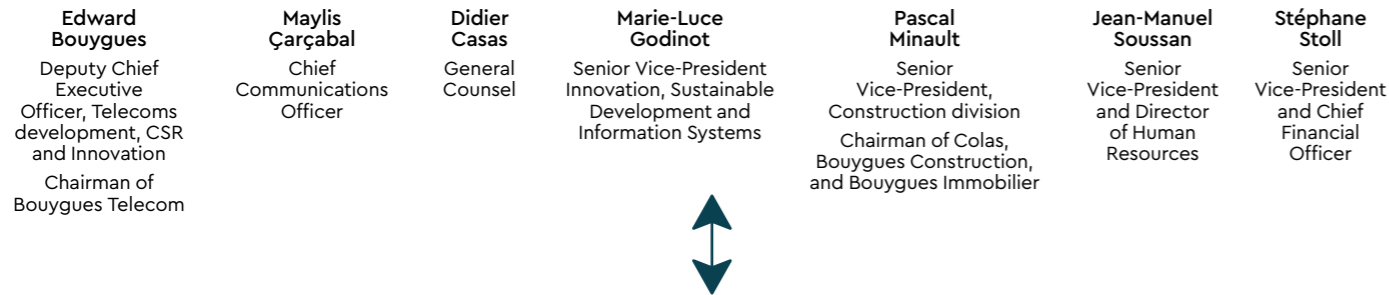 Edward
Bouygues
Deputy Chief
Executive
Officer, Telecoms
development, CSR
and Innovation
Chairman of
Bouygues Telecom
Maylis
Çarçabal
Chief
Communications
Officer
Didier
Casas
General
Counsel
Marie-Luce
Godinot
Senior Vice-President
Innovation, Sustainable
Development and
Information Systems
Pascal
Minault
Senior
Vice-President,
Construction division
Chairman of Colas,
Bouygues Construction,
and Bouygues Immobilier
Jean-Manuel
Soussan
Senior
Vice-President
and Director
of Human
Resources
Stéphane
Stoll
Senior
Vice-President
and Chief
Financial
Officer